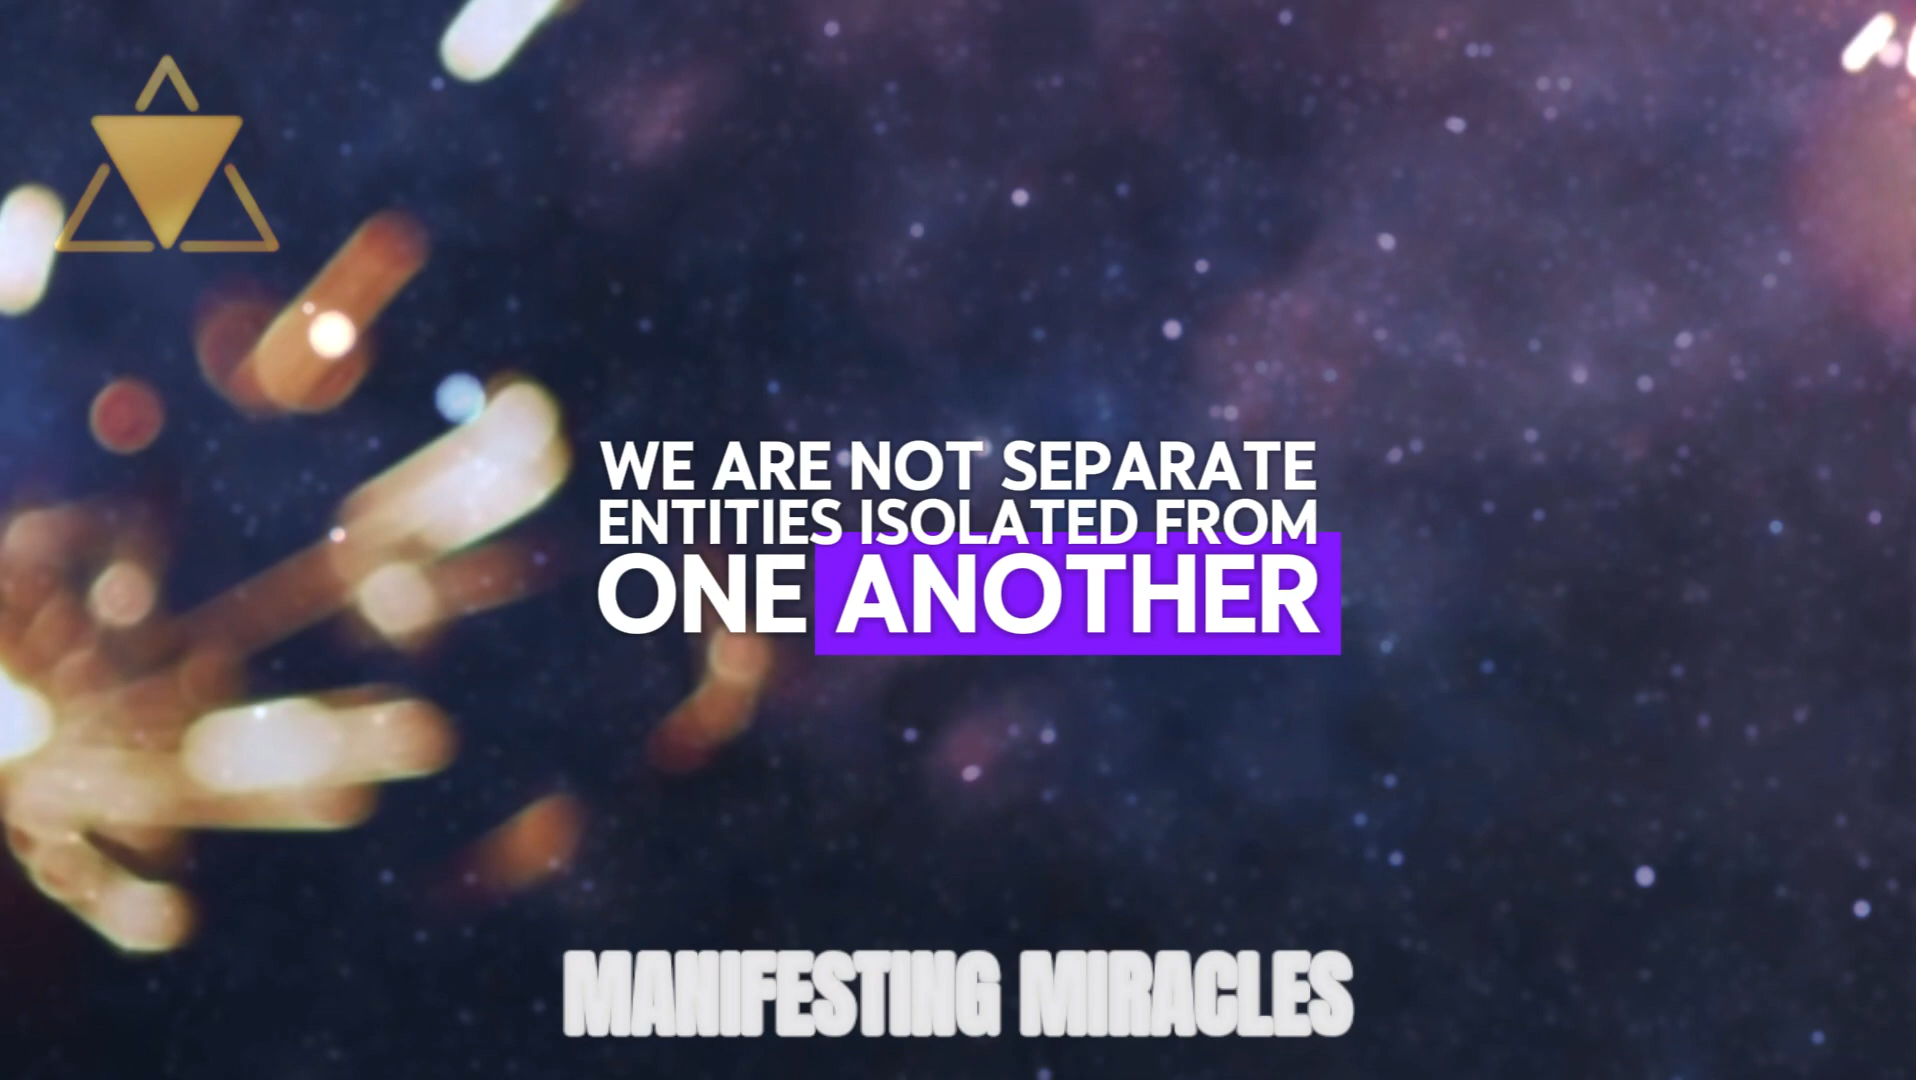 WE ARE NOT SEPARATE
ENTITIES ISOLATED FROM
ONE ANOTHER
MANIFESTING MIRACLES